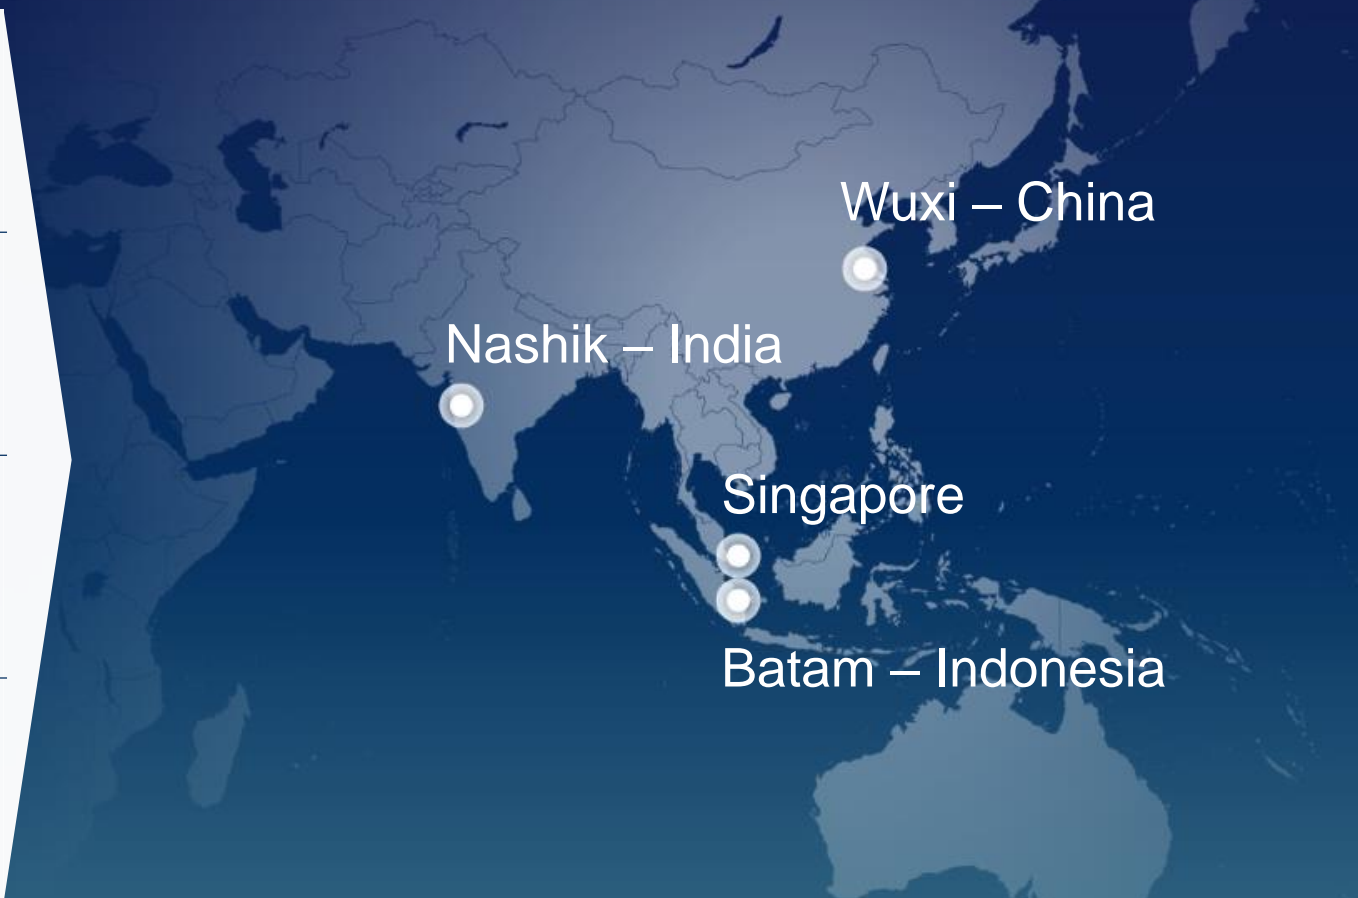 Wuxi – China
Nashik – India
Singapore
Batam – Indonesia